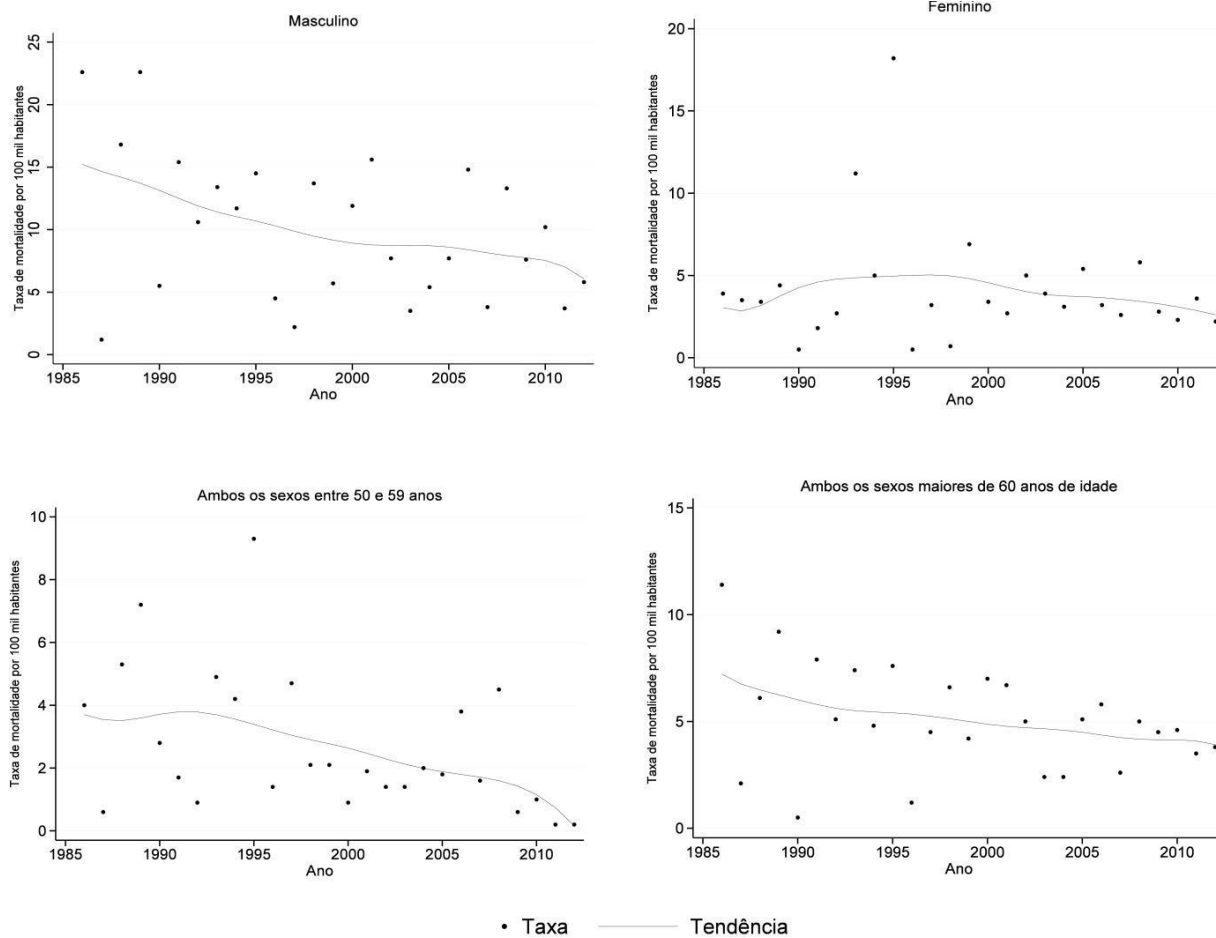 Masculino
Taxa de mortalidade por 100 mil habitantes
25
20
15
10
5
0
1985 1990 1995 2000 2005 2010
Ano
Feminino
Taxa de mortalidade por 100 mil habitantes
20
15
10
5
0
1985 1990 1995 2000 2005 2010
Ano
Ambos os sexos entre 50 e 59 anos
Taxa de mortalidade por 100 mil habitantes
10
8
6
4
2
0
1985 1990 1995 2000 2005 2010
Ano
Ambos os sexos maiores de 60 anos de idade
Taxa de mortalidade por 100 mil habitantes
15
10
5
0
1985 1990 1995 2000 2005 2010
Ano
Taxa Tendência